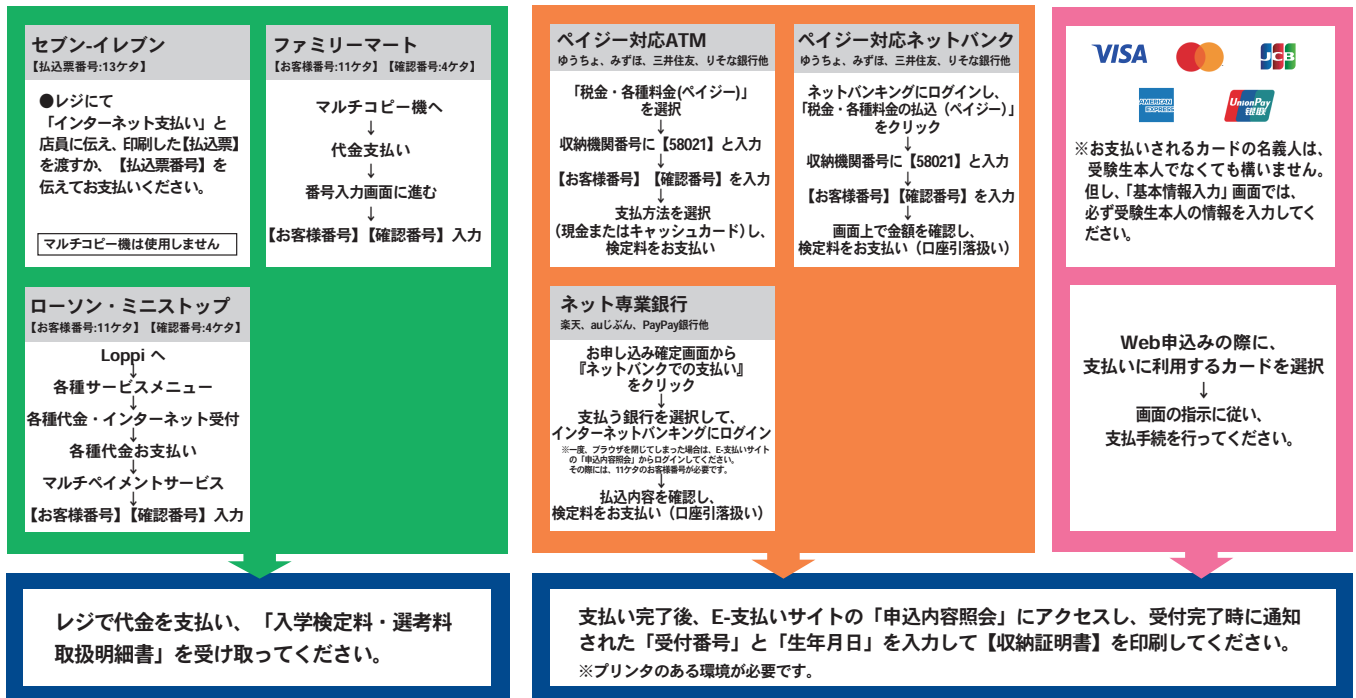 セブン-イレブン
【払込票番号:13ケタ】
●レジにて
「インターネット支払い」と
店員に伝え、印刷した【払込票】
を渡すか、【払込票番号】を
伝えてお支払いください。
マルチコピー機は使用しません
ファミリーマート
【お客様番号:11ケタ】【確認番号:4ケタ】
マルチコピー機へ
↓
代金支払い
↓
番号入力画面に進む
↓
【お客様番号】【確認番号】入力
ローソン・ミニストップ
【お客様番号:11ケタ】【確認番号:4ケタ】
Loppi へ
↓
各種サービスメニュー
↓
各種代金・インターネット受付
↓
各種代金お支払い
↓
マルチペイメントサービス
↓
【お客様番号】【確認番号】入力
ペイジー対応ATM
ゆうちょ、みずほ、三井住友、りそな銀行他
「税金・各種料金(ペイジー)」
を選択
↓
収納機関番号に【58021】と入力
↓
【お客様番号】【確認番号】を入力
↓
支払方法を選択
(現金またはキャッシュカード)し、
検定料をお支払い
ペイジー対応ネットバンク
ゆうちょ、みずほ、三井住友、りそな銀行他
ネットバンキングにログインし、
「税金・各種料金の払込（ペイジー）」
をクリック
↓
収納機関番号に【58021】と入力
↓
【お客様番号】【確認番号】を入力
↓
画面上で金額を確認し、
検定料をお支払い（口座引落扱い）
ネット専業銀行
楽天、auじぶん、PayPay銀行他
お申し込み確定画面から
『ネットバンクでの支払い』
をクリック
↓
支払う銀行を選択して、
インターネットバンキングにログイン
※一度、ブラウザを閉じてしまった場合は、E-支払いサイト
の「申込内容照会」からログインしてください。
その際には、11ケタのお客様番号が必要です。
↓
払込内容を確認し、
検定料をお支払い（口座引落扱い）
VISA
JCB
AMERICAN
EXPRESS
UnionPay
银联
※お支払いされるカードの名義人は、
受験生本人でなくても構いません。
但し、「基本情報入力」画面では、
必ず受験生本人の情報を入力してく
ださい。
Web申込みの際に、
支払いに利用するカードを選択
↓
画面の指示に従い、
支払手続を行ってください。
レジで代金を支払い、「入学検定料・選考料
取扱明細書」を受け取ってください。
支払い完了後、E-支払いサイトの「申込内容照会」にアクセスし、受付完了時に通知
された「受付番号」と「生年月日」を入力して【収納証明書】を印刷してください。
※プリンタのある環境が必要です。